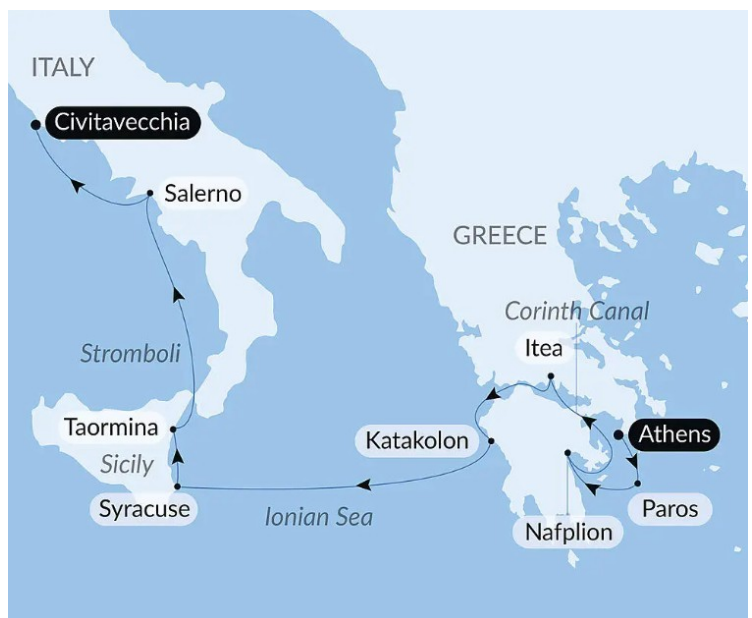 ITALY
Civitavecchia
Salerno
GREECE
Corinth Canal
Stromboli
Itea
Taormina
Katakolon
Athens
Sicily
Syracuse
Paros
Ionian Sea
Nafplion